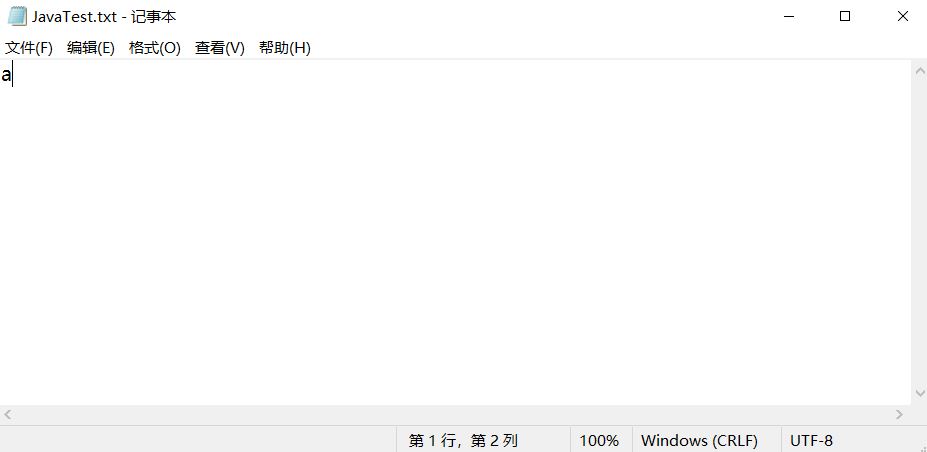 JavaTest.txt - 记事本
文件(F) 编辑(E) 格式(O) 查看(V) 帮助(H)
a
第 1 行，第 2 列 100% Windows (CRLF) UTF-8